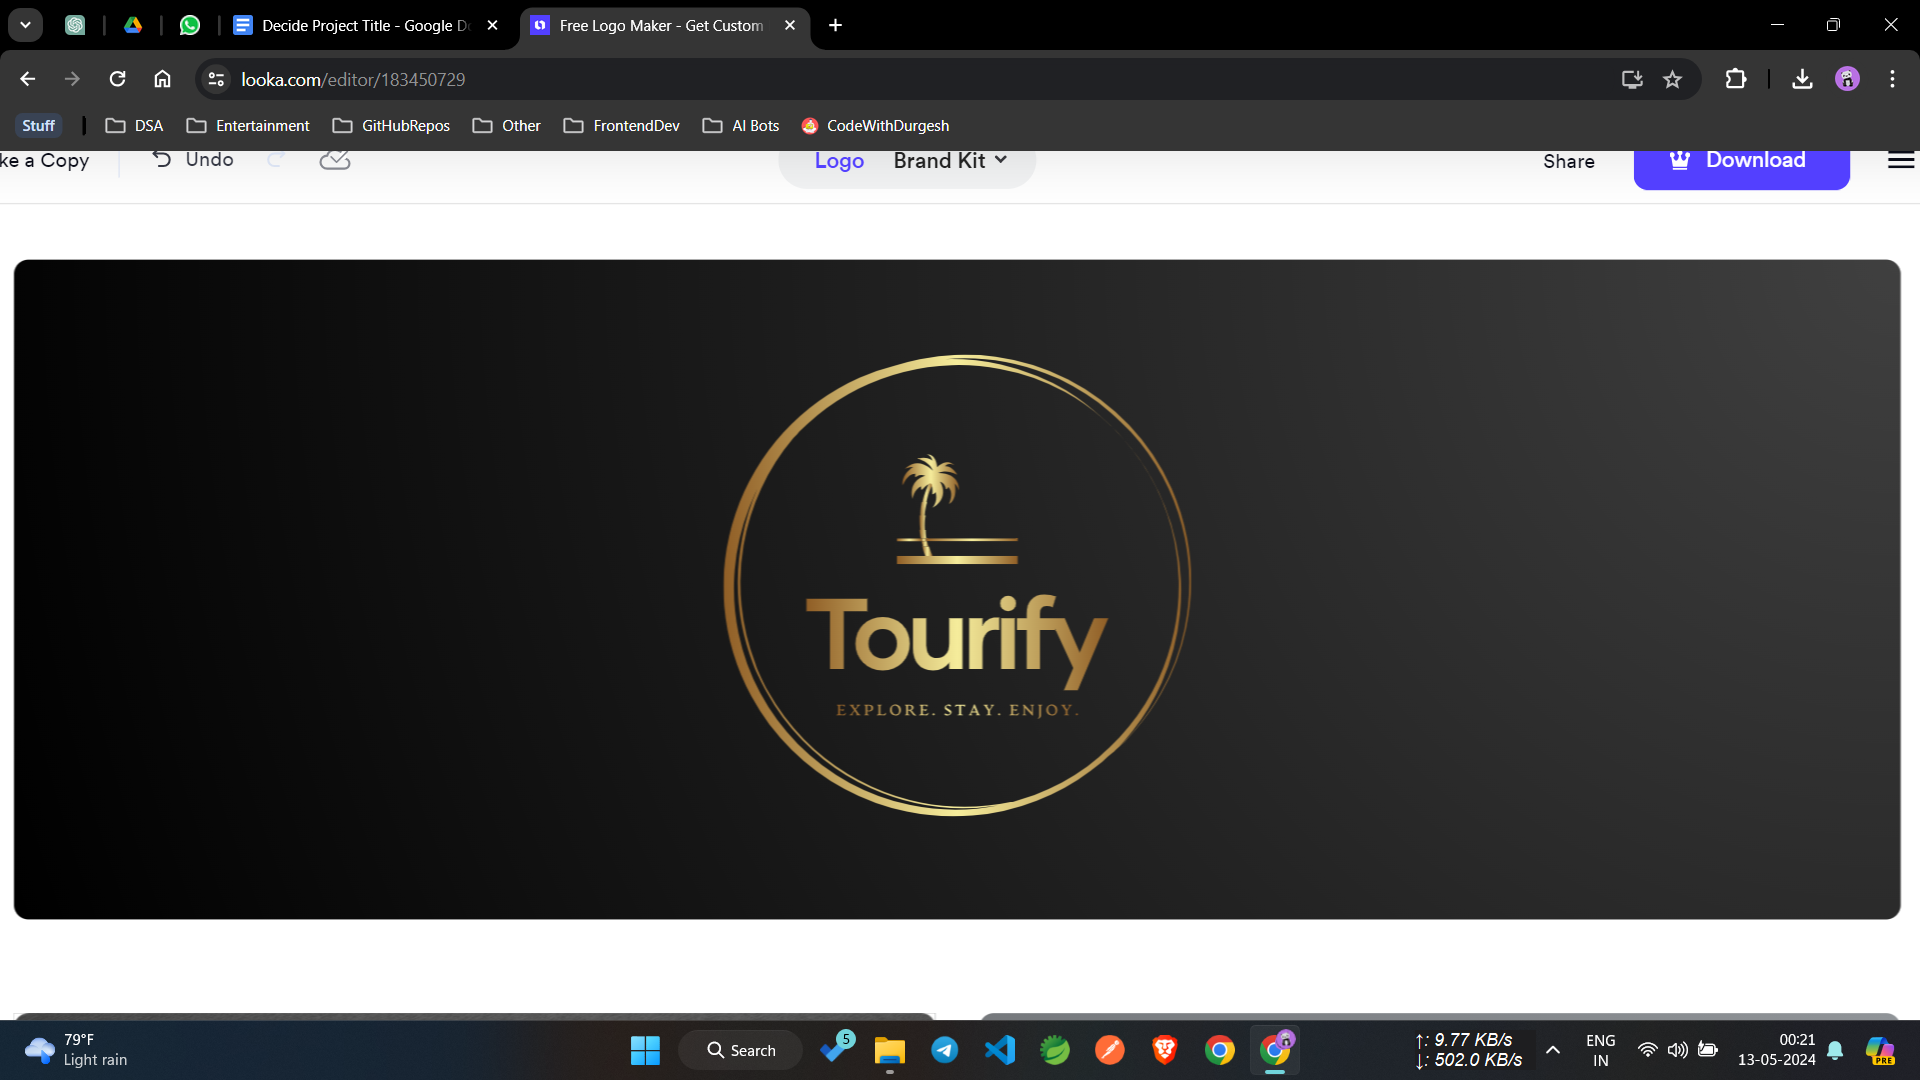 Decide Project Title - Google Do
Free Logo Maker - Get Custom
looka.com/editor/183450729
Stuff
DSA
Entertainment
GitHubRepos
Other
FrontendDev
AI Bots
CodeWithDurgesh
ke a Copy
Undo
Logo
Brand Kit
Share
Download
Tourify
EXPLORE. STAY. ENJOY.
79°F
Light rain
Search
5
↑: 9.77 KB/s
↓: 502.0 KB/s
ENG
IN
00:21
13-05-2024
PRE